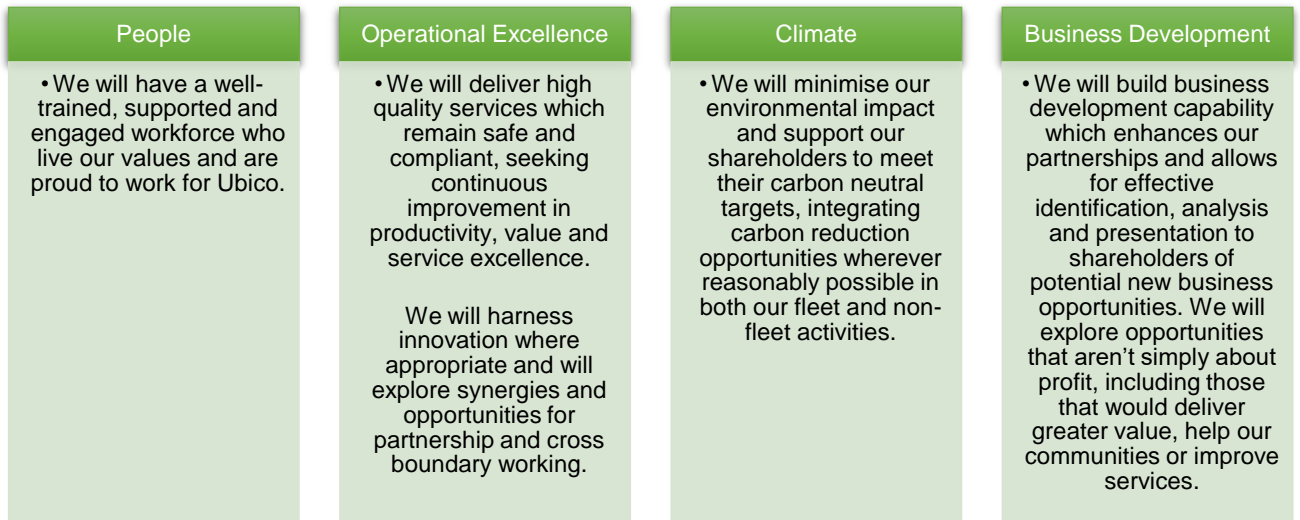 People
• We will have a well-
trained, supported and
engaged workforce who
live our values and are
proud to work for Ubico.
Operational Excellence
• We will deliver high
quality services which
remain safe and
compliant, seeking
continuous
improvement in
productivity, value and
service excellence.
We will harness
innovation where
appropriate and will
explore synergies and
opportunities for
partnership and cross
boundary working.
Climate
• We will minimise our
environmental impact
and support our
shareholders to meet
their carbon neutral
targets, integrating
carbon reduction
opportunities wherever
reasonably possible in
both our fleet and non-
fleet activities.
Business Development
• We will build business
development capability
which enhances our
partnerships and allows
for effective
identification, analysis
and presentation to
shareholders of
potential new business
opportunities. We will
explore opportunities
that aren’t simply about
profit, including those
that would deliver
greater value, help our
communities or improve
services.